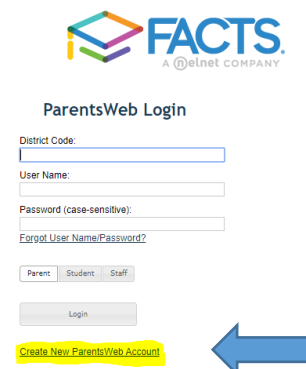 FACTS
A nelnet COMPANY
ParentsWeb Login
District Code:
User Name:
Password (case-sensitive):
Forgot User Name/Password?
Parent Student Staff
Login
Create New ParentsWeb Account